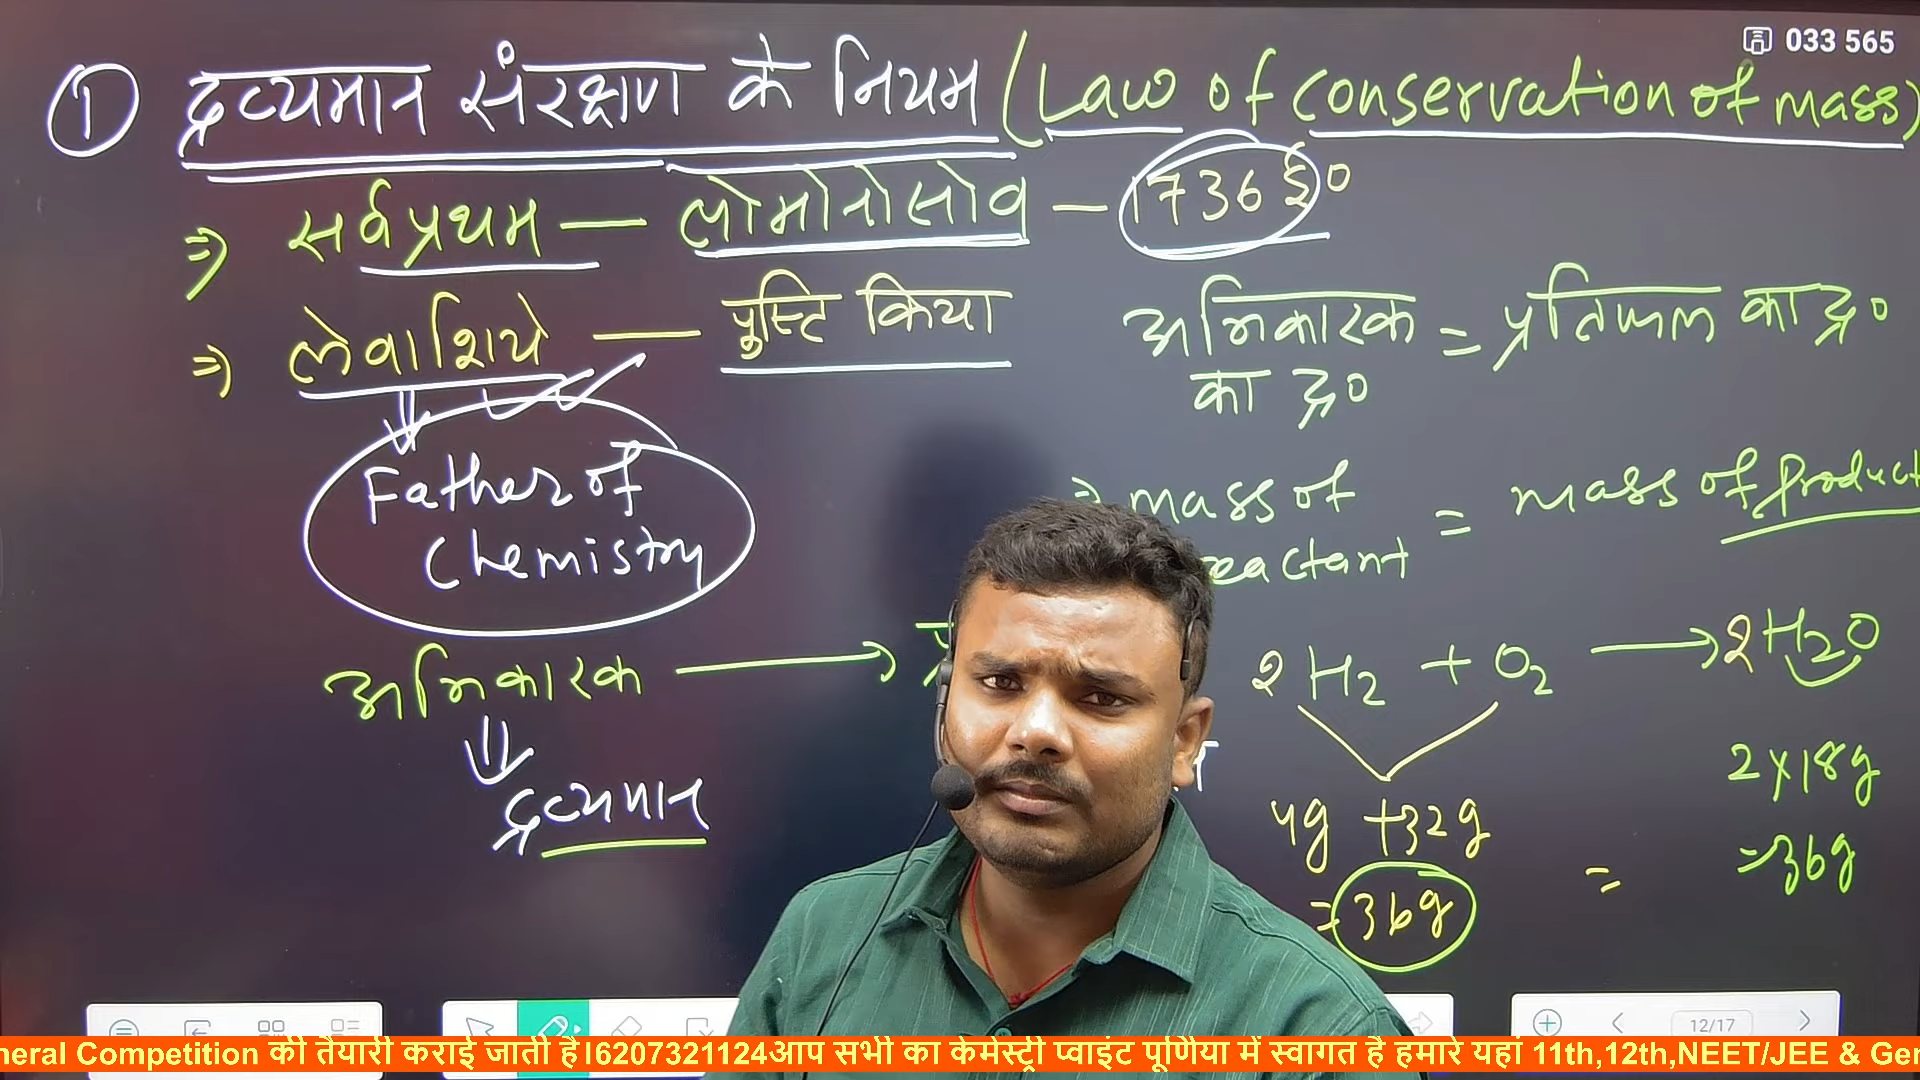 033 565
① द्रव्यमान संरक्षण के नियम (Law of conservation of mass)
⇒ सर्वप्रथम — लोमोनोसोव — 1736 ई०
⇒ लेवाशिये — पुस्टि किया
Father of
Chemistry
अभिकारक ⟶
⇓
द्रव्यमान
अभिकारक = प्रतिफल का द्र०
का द्र०
mass of = mass of product
reactant
2H2 + O2 ⟶ 2H2O
4g + 32g
2×18g
=36g = =36g
12/17
neral Competition की तैयारी कराई जाती है।6207321124आप सभी का केमेस्ट्री प्वाइंट पूर्णिया में स्वागत है हमारे यहां 11th,12th,NEET/JEE & Gen